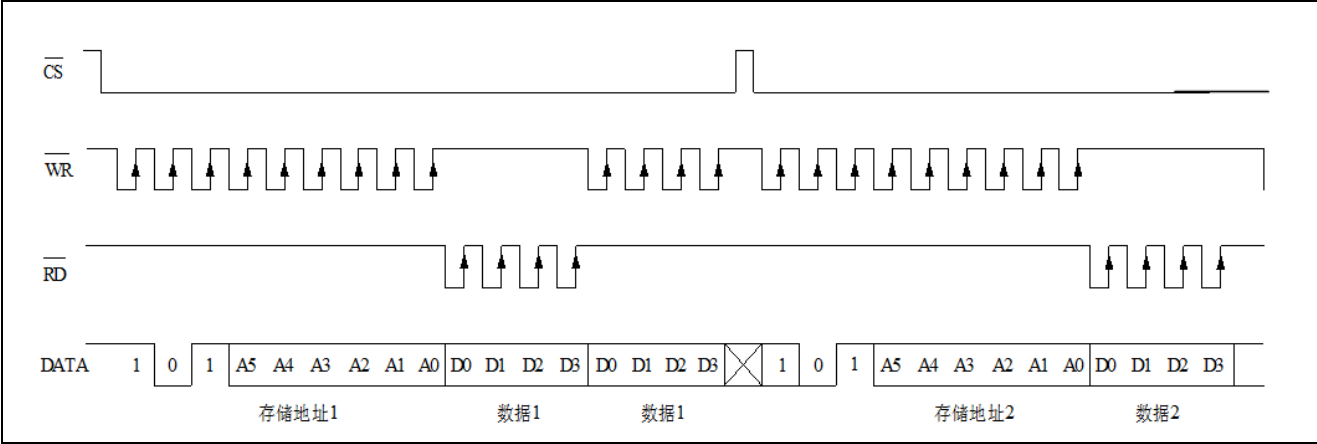 CS
WR
RD
DATA 1 0 1 A5 A4 A3 A2 A1 A0 D0 D1 D2 D3 D0 D1 D2 D3 1 0 1 A5 A4 A3 A2 A1 A0 D0 D1 D2 D3
存储地址1 数据1 数据1 存储地址2 数据2